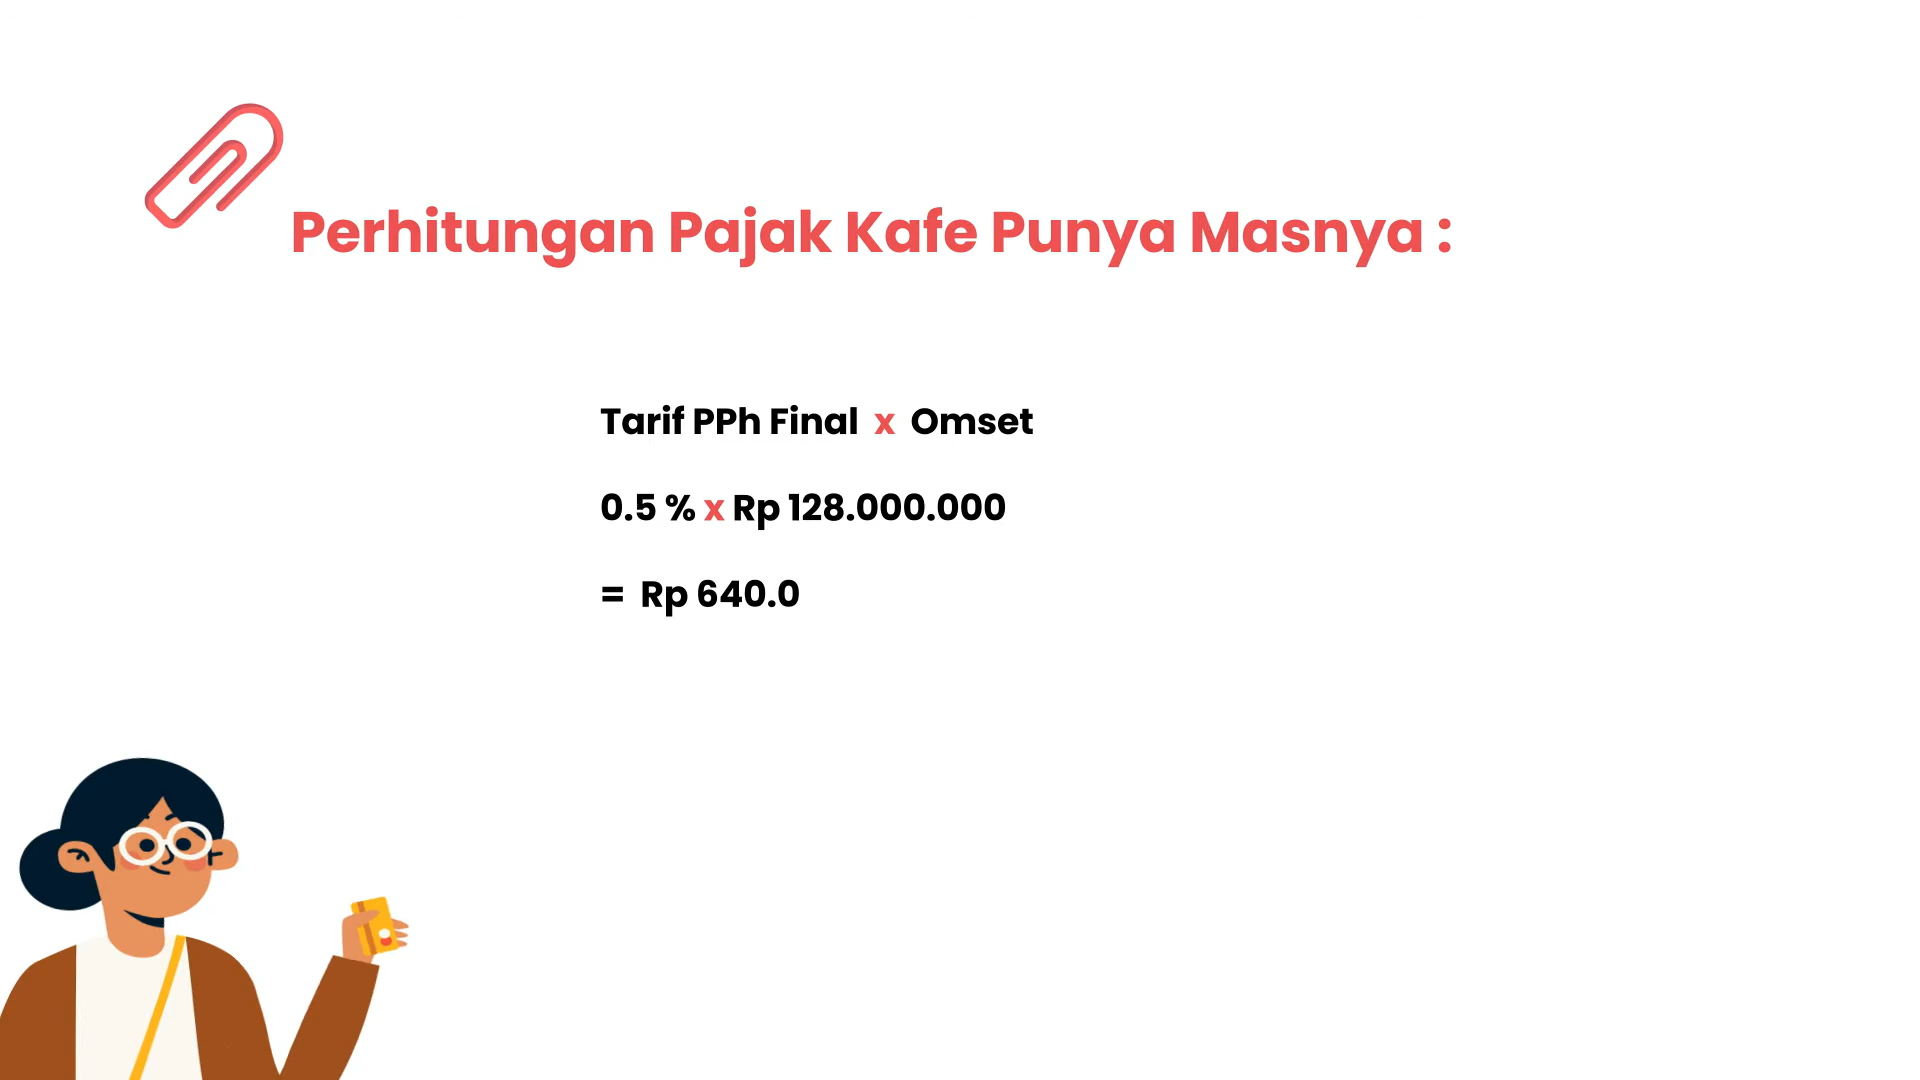 Perhitungan Pajak Kafe Punya Masnya :
Tarif PPh Final x Omset
0.5 % x Rp 128.000.000
= Rp 640.0